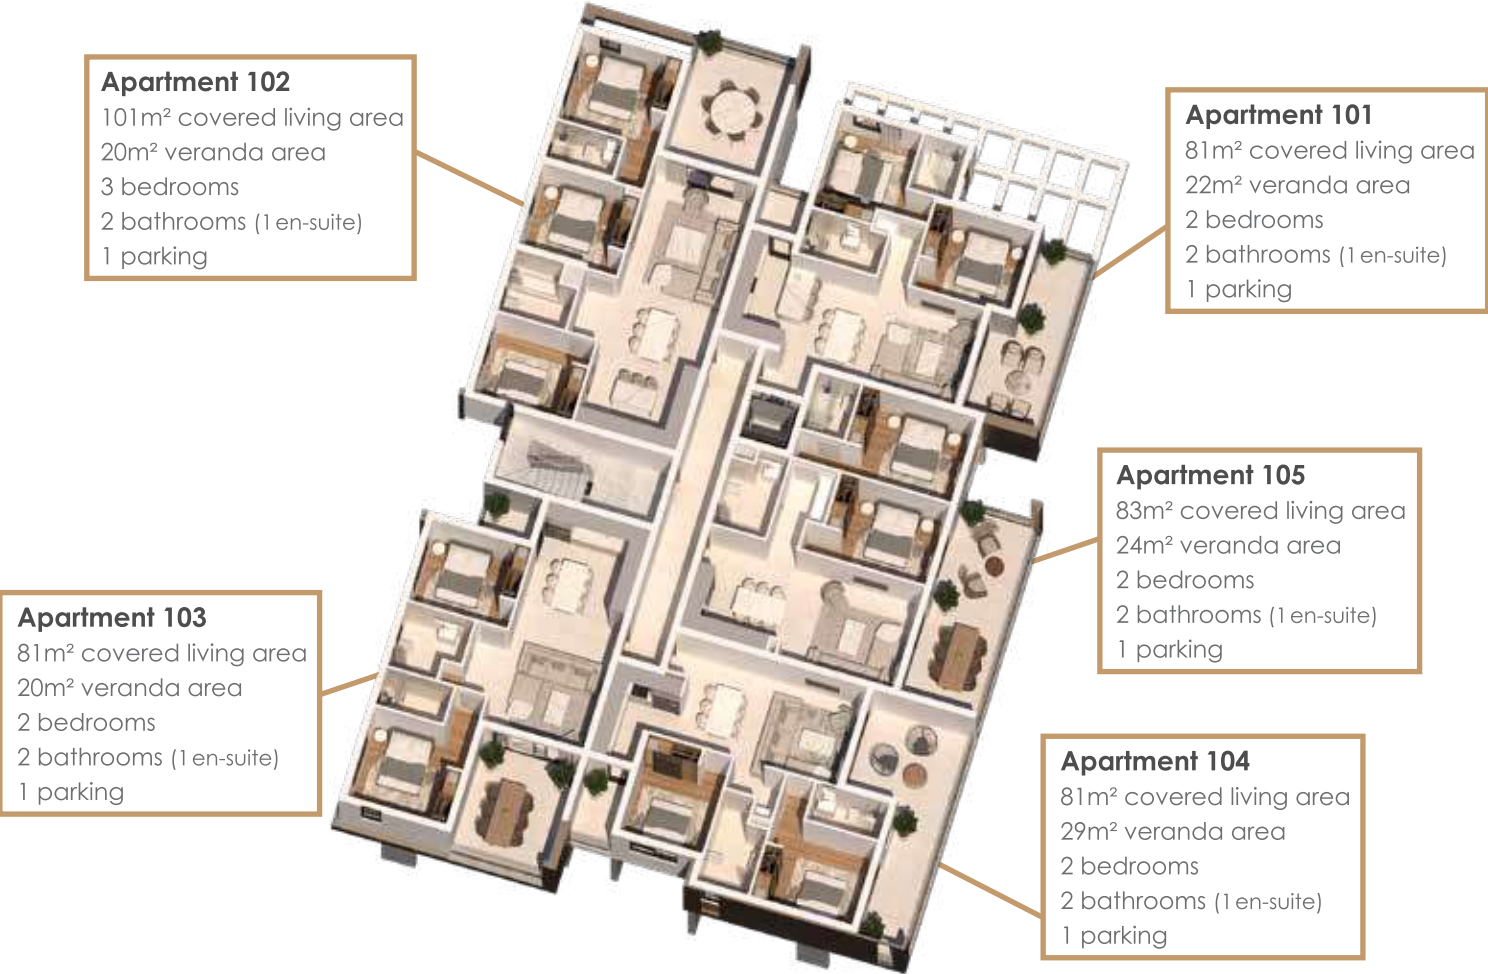 Apartment 102
101m² covered living area
20m² veranda area
3 bedrooms
2 bathrooms (1 en-suite)
1 parking
Apartment 101
81m² covered living area
22m² veranda area
2 bedrooms
2 bathrooms (1 en-suite)
1 parking
Apartment 105
83m² covered living area
24m² veranda area
2 bedrooms
2 bathrooms (1 en-suite)
1 parking
Apartment 103
81m² covered living area
20m² veranda area
2 bedrooms
2 bathrooms (1 en-suite)
1 parking
Apartment 104
81m² covered living area
29m² veranda area
2 bedrooms
2 bathrooms (1 en-suite)
1 parking